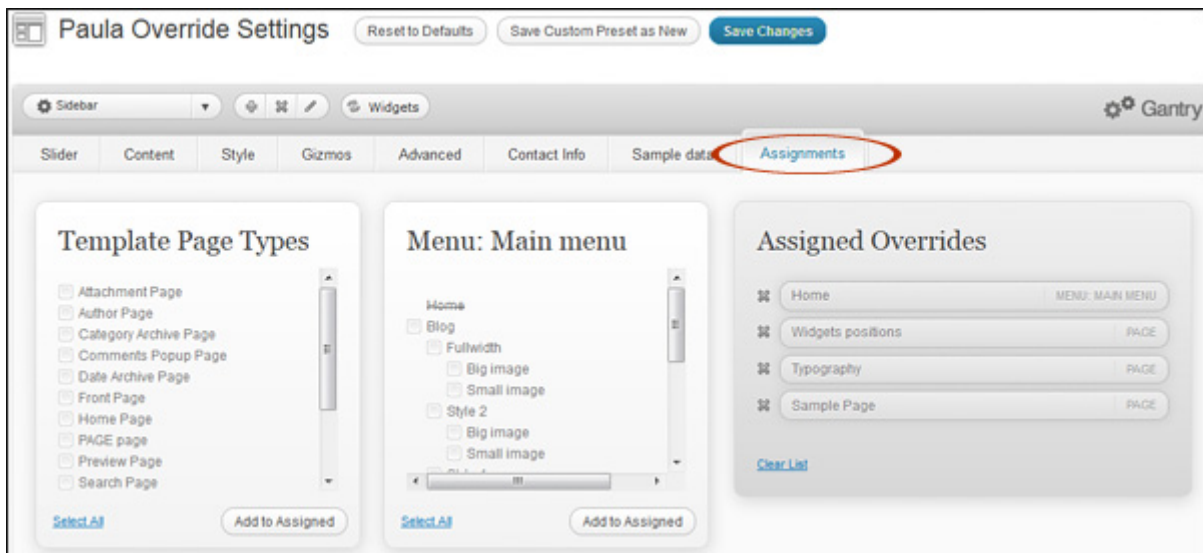 Paula Override Settings
Reset to Defaults
Save Custom Preset as New
Save Changes
Sidebar
Widgets
Gantry
Slider
Content
Style
Gizmos
Advanced
Contact Info
Sample data
Assignments
Template Page Types
Attachment Page
Author Page
Category Archive Page
Comments Popup Page
Date Archive Page
Front Page
Home Page
PAGE page
Preview Page
Search Page
Select All
Add to Assigned
Menu: Main menu
Home
Blog
Fullwidth
Big image
Small image
Style 2
Big image
Small image
Select All
Add to Assigned
Assigned Overrides
Home MENU: MAIN MENU
Widgets positions PAGE
Typography PAGE
Sample Page PAGE
Clear List